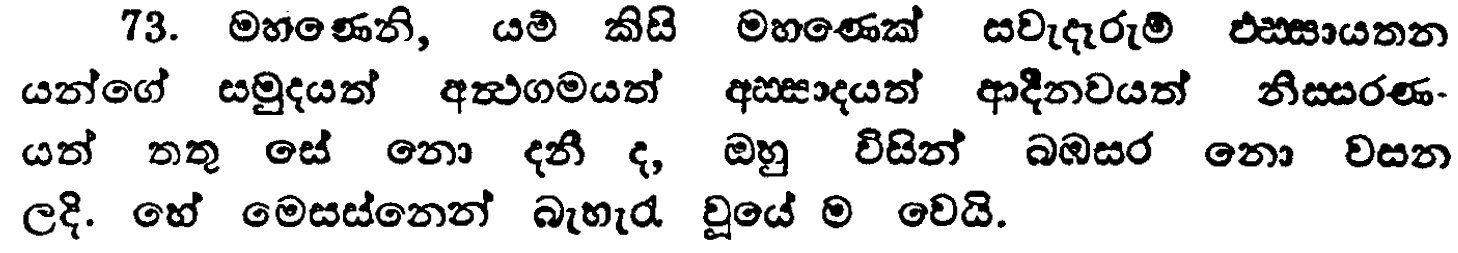 73. මහණෙනි, යම් කිසි මහණෙක් සවැදෑරුම් ඵස්සායතන
යන්ගේ සමුදයත් අත්‍ථගමයත් අස්සාදයත් ආදීනවයත් නිස්සරණ-
යත් තතු සේ නො දනී ද, ඔහු විසින් බඹසර නො වසන
ලදි. හේ මෙසස්නෙන් බැහැරැ වූයේ ම වෙයි.